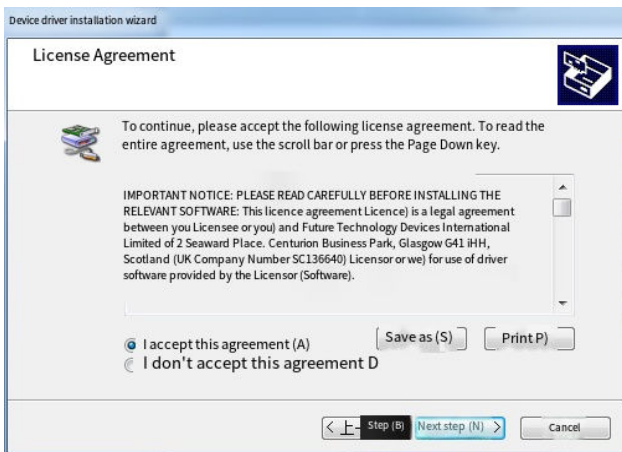 Device driver installation wizard
License Agreement
To continue, please accept the following license agreement. To read the
entire agreement, use the scroll bar or press the Page Down key.
IMPORTANT NOTICE: PLEASE READ CAREFULLY BEFORE INSTALLING THE
RELEVANT SOFTWARE: This licence agreement Licence) is a legal agreement
between you Licensee or you) and Future Technology Devices International
Limited of 2 Seaward Place. Centurion Business Park, Glasgow G41 iHH,
Scotland (UK Company Number SC136640) Licensor or we) for use of driver
software provided by the Licensor (Software).
I accept this agreement (A)
Save as (S)
Print P)
I don't accept this agreement D
< 上一 Step (B)
Next step (N) >
Cancel